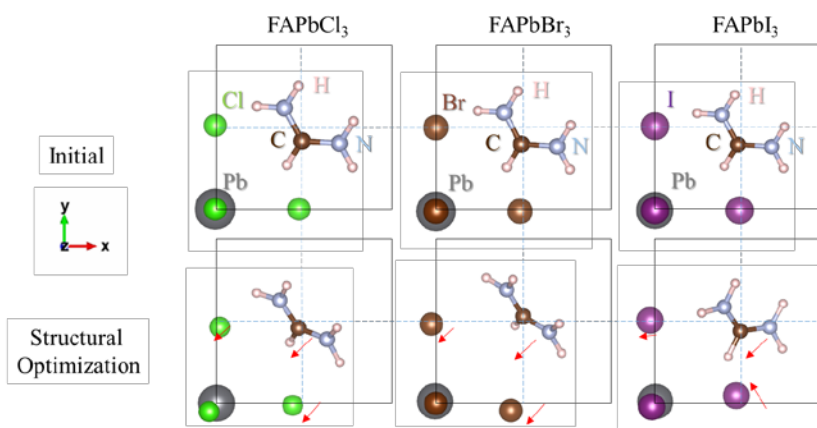 FAPbCl₃ FAPbBr₃ FAPbI₃
Cl H Br H I H
Initial
C N C N C N
Pb Pb Pb
y
z x
Structural
Optimization